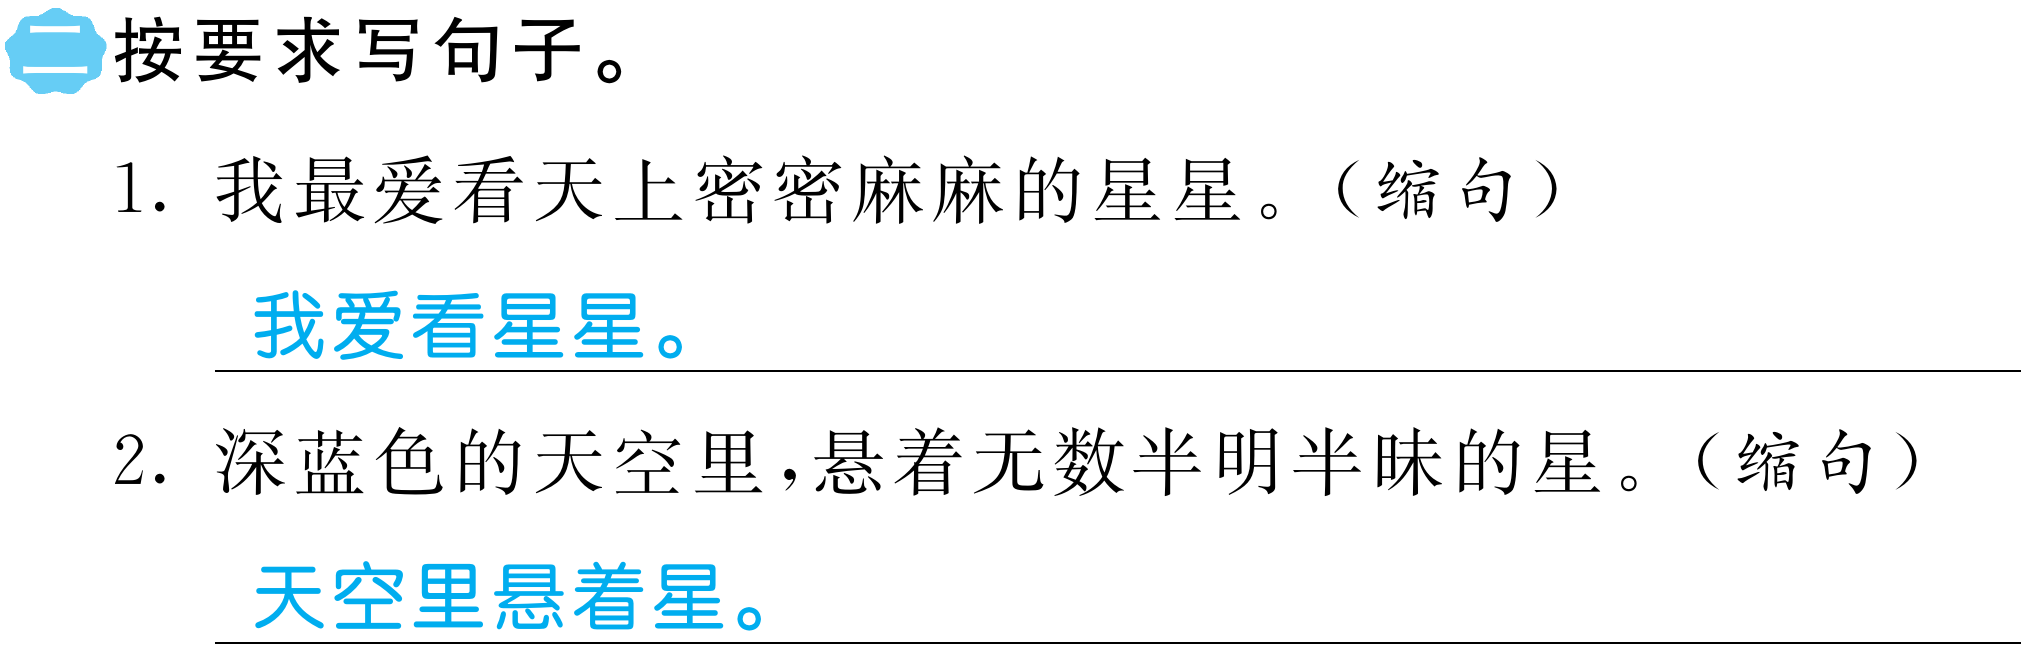 二 按要求写句子。
1. 我最爱看天上密密麻麻的星星。（缩句）
我爱看星星。
2. 深蓝色的天空里,悬着无数半明半昧的星。（缩句）
天空里悬着星。